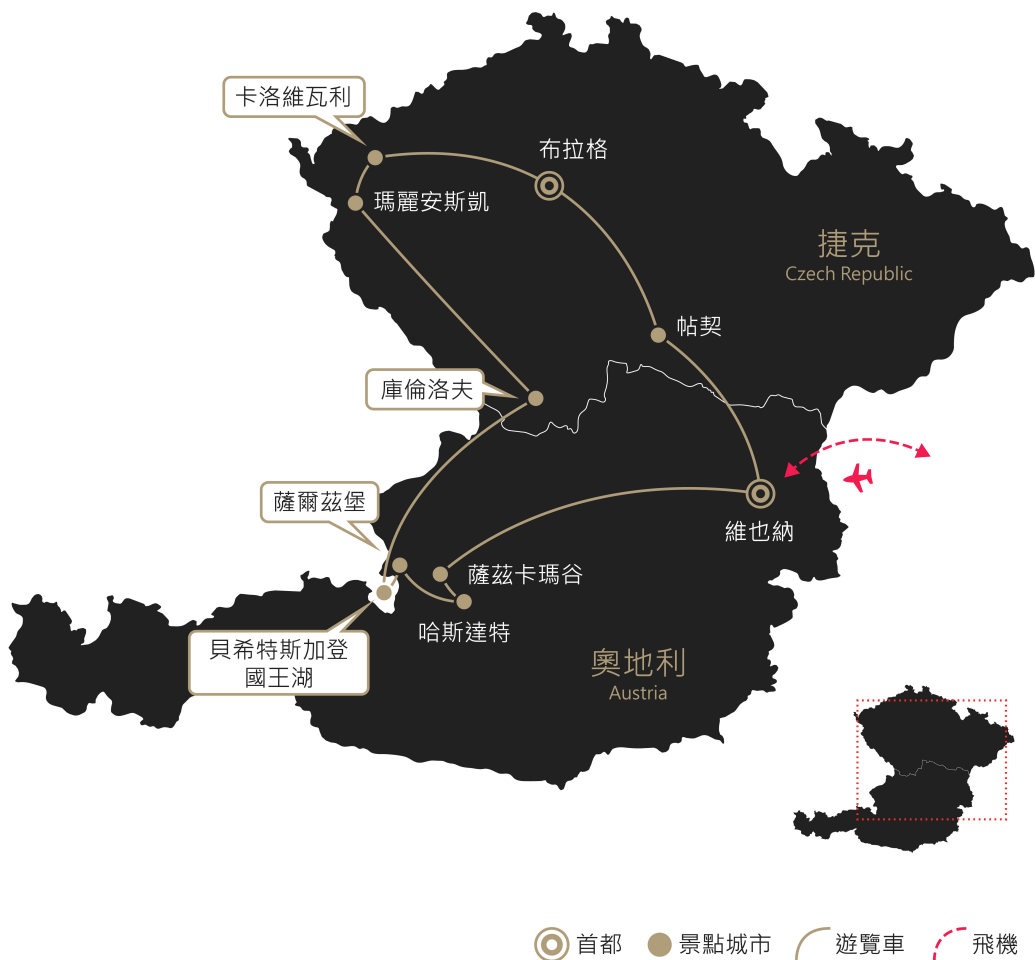 卡洛維瓦利
布拉格
瑪麗安斯凱
捷克
Czech Republic
帖契
庫倫洛夫
薩爾茲堡
維也納
薩茲卡瑪谷
哈斯達特
貝希特斯加登
國王湖
奧地利
Austria
首都
景點城市
遊覽車
飛機